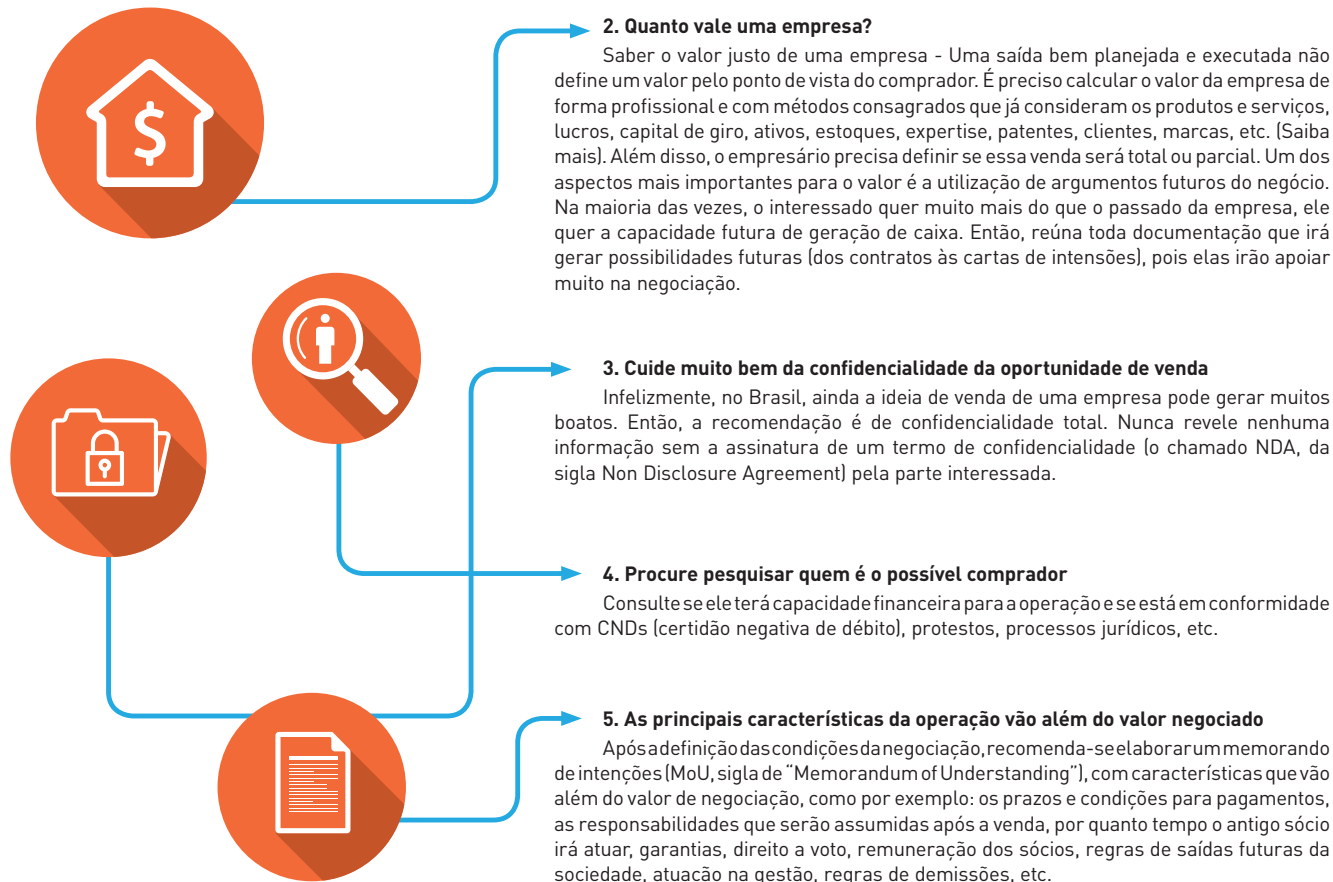 2. Quanto vale uma empresa?
Saber o valor justo de uma empresa - Uma saída bem planejada e executada não
define um valor pelo ponto de vista do comprador. É preciso calcular o valor da empresa de
forma profissional e com métodos consagrados que já consideram os produtos e serviços,
lucros, capital de giro, ativos, estoques, expertise, patentes, clientes, marcas, etc. (Saiba
mais). Além disso, o empresário precisa definir se essa venda será total ou parcial. Um dos
aspectos mais importantes para o valor é a utilização de argumentos futuros do negócio.
Na maioria das vezes, o interessado quer muito mais do que o passado da empresa, ele
quer a capacidade futura de geração de caixa. Então, reúna toda documentação que irá
gerar possibilidades futuras (dos contratos às cartas de intensões), pois elas irão apoiar
muito na negociação.
3. Cuide muito bem da confidencialidade da oportunidade de venda
Infelizmente, no Brasil, ainda a ideia de venda de uma empresa pode gerar muitos
boatos. Então, a recomendação é de confidencialidade total. Nunca revele nenhuma
informação sem a assinatura de um termo de confidencialidade (o chamado NDA, da
sigla Non Disclosure Agreement) pela parte interessada.
4. Procure pesquisar quem é o possível comprador
Consulte se ele terá capacidade financeira para a operação e se está em conformidade
com CNDs (certidão negativa de débito), protestos, processos jurídicos, etc.
5. As principais características da operação vão além do valor negociado
Após a definição das condições da negociação, recomenda-se elaborar um memorando
de intenções (MoU, sigla de “Memorandum of Understanding”), com características que vão
além do valor de negociação, como por exemplo: os prazos e condições para pagamentos,
as responsabilidades que serão assumidas após a venda, por quanto tempo o antigo sócio
irá atuar, garantias, direito a voto, remuneração dos sócios, regras de saídas futuras da
sociedade, atuação na gestão, regras de demissões, etc.
$